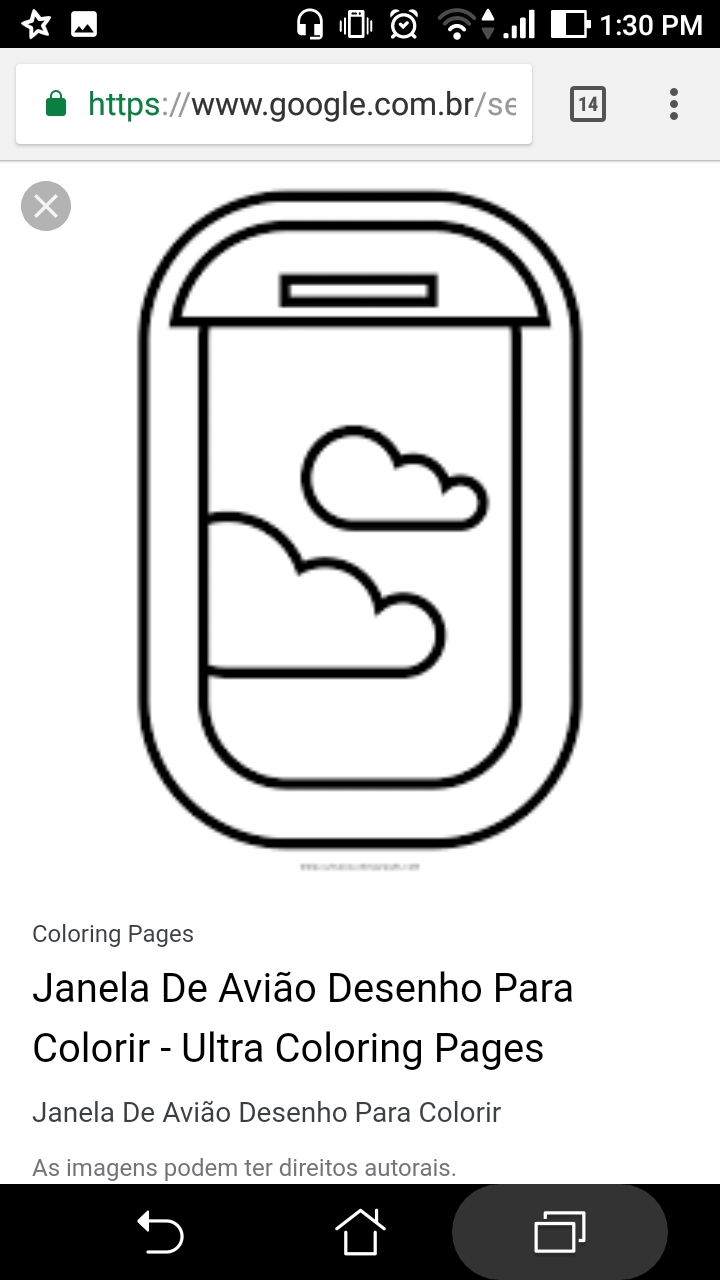 1:30 PM
https://www.google.com.br/se
14
Coloring Pages
Janela De Avião Desenho Para
Colorir - Ultra Coloring Pages
Janela De Avião Desenho Para Colorir
As imagens podem ter direitos autorais.